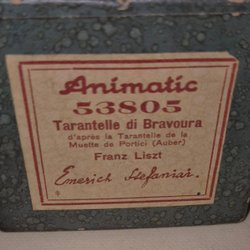 Animatic
53805
Tarantelle di Bravoura
d'après la Tarantelle de la
Muette de Portici (Auber)
Franz Liszt
Emerich Stefaniai.